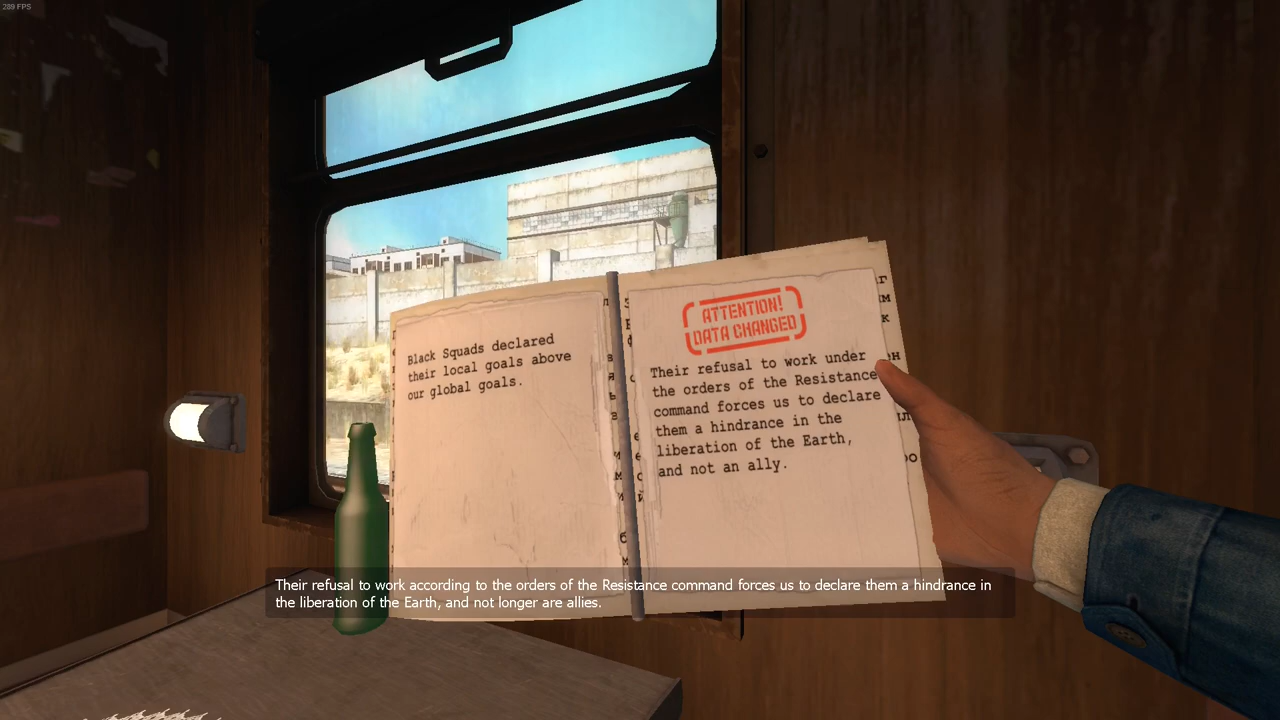 289 FPS
Black Squads declared
their local goals above
our global goals.
ATTENTION!
DATA CHANGED
Their refusal to work under
the orders of the Resistance
command forces us to declare
them a hindrance in the
liberation of the Earth,
and not an ally.
Their refusal to work according to the orders of the Resistance command forces us to declare them a hindrance in
the liberation of the Earth, and not longer are allies.